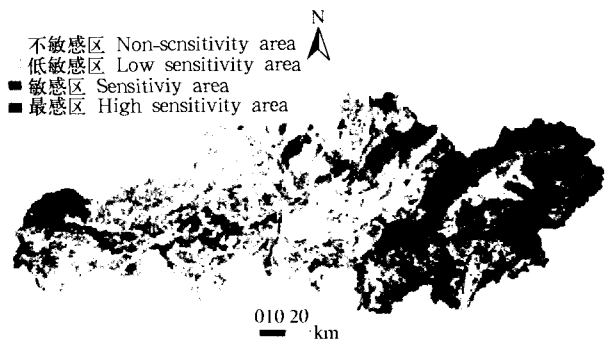 N
不敏感区 Non-scnsitivity area
低敏感区 Low sensitivity area
敏感区 Sensitiviy area
最感区 High sensitivity area
010 20
km